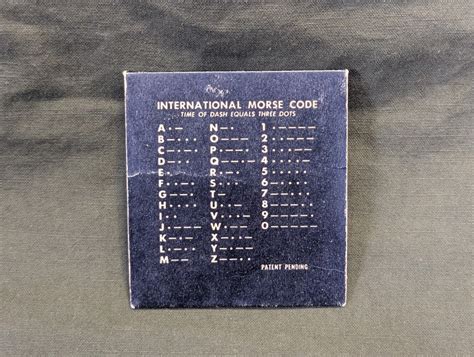 INTERNATIONAL MORSE CODE
TIME OF DASH EQUALS THREE DOTS
A ·– N –· 1 ·––––
B –··· O ––– 2 ··–––
C –·–· P ·––· 3 ···––
D –·· Q ––·– 4 ····–
E · R ·–· 5 ·····
F ··–· S ··· 6 –····
G ––· T – 7 ––···
H ···· U ··– 8 –––··
I ·· V ···– 9 ––––·
J ·––– W ·–– 0 –––––
K –·– X –··–
L ·–·· Y –·––
M –– Z ––··
PATENT PENDING